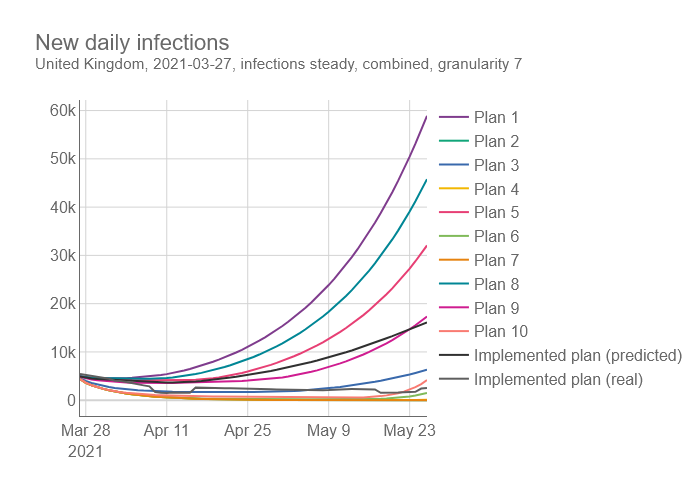 New daily infections
United Kingdom, 2021-03-27, infections steady, combined, granularity 7
60k
50k
40k
30k
20k
10k
0
Mar 28
2021
Apr 11
Apr 25
May 9
May 23
Plan 1
Plan 2
Plan 3
Plan 4
Plan 5
Plan 6
Plan 7
Plan 8
Plan 9
Plan 10
Implemented plan (predicted)
Implemented plan (real)